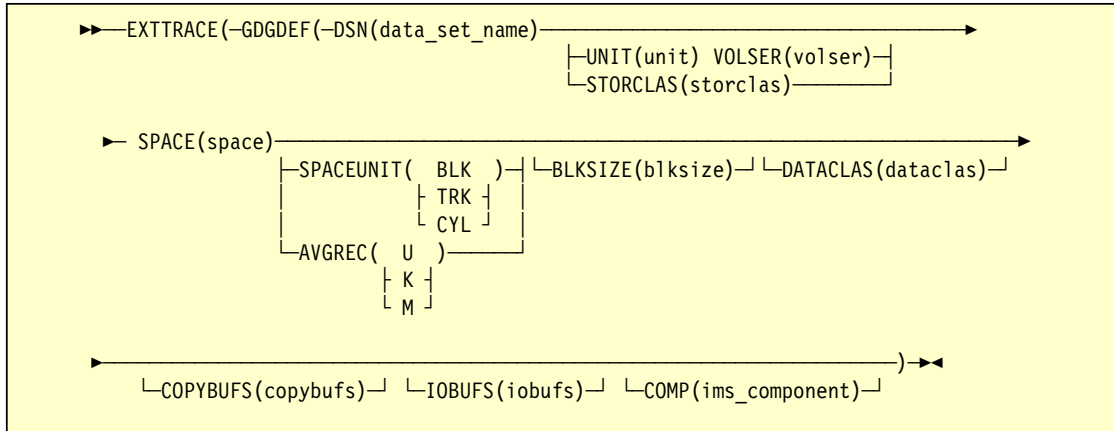 ►►──EXTTRACE(─GDGDEF(─DSN(data_set_name)─────────────────────────────────────►
├─UNIT(unit) VOLSER(volser)─┤
└─STORCLAS(storclas)────────┘
►─ SPACE(space)────────────────────────────────────────────────────────────────►
├─SPACEUNIT( BLK )─┤└─BLKSIZE(blksize)─┘└─DATACLAS(dataclas)─┘
│ ├ TRK ┤ │
│ └ CYL ┘ │
└─AVGREC( U )──────┘
├ K ┤
└ M ┘
►─────────────────────────────────────────────────────────────────────)─►◄
└─COPYBUFS(copybufs)─┘ └─IOBUFS(iobufs)─┘ └─COMP(ims_component)─┘